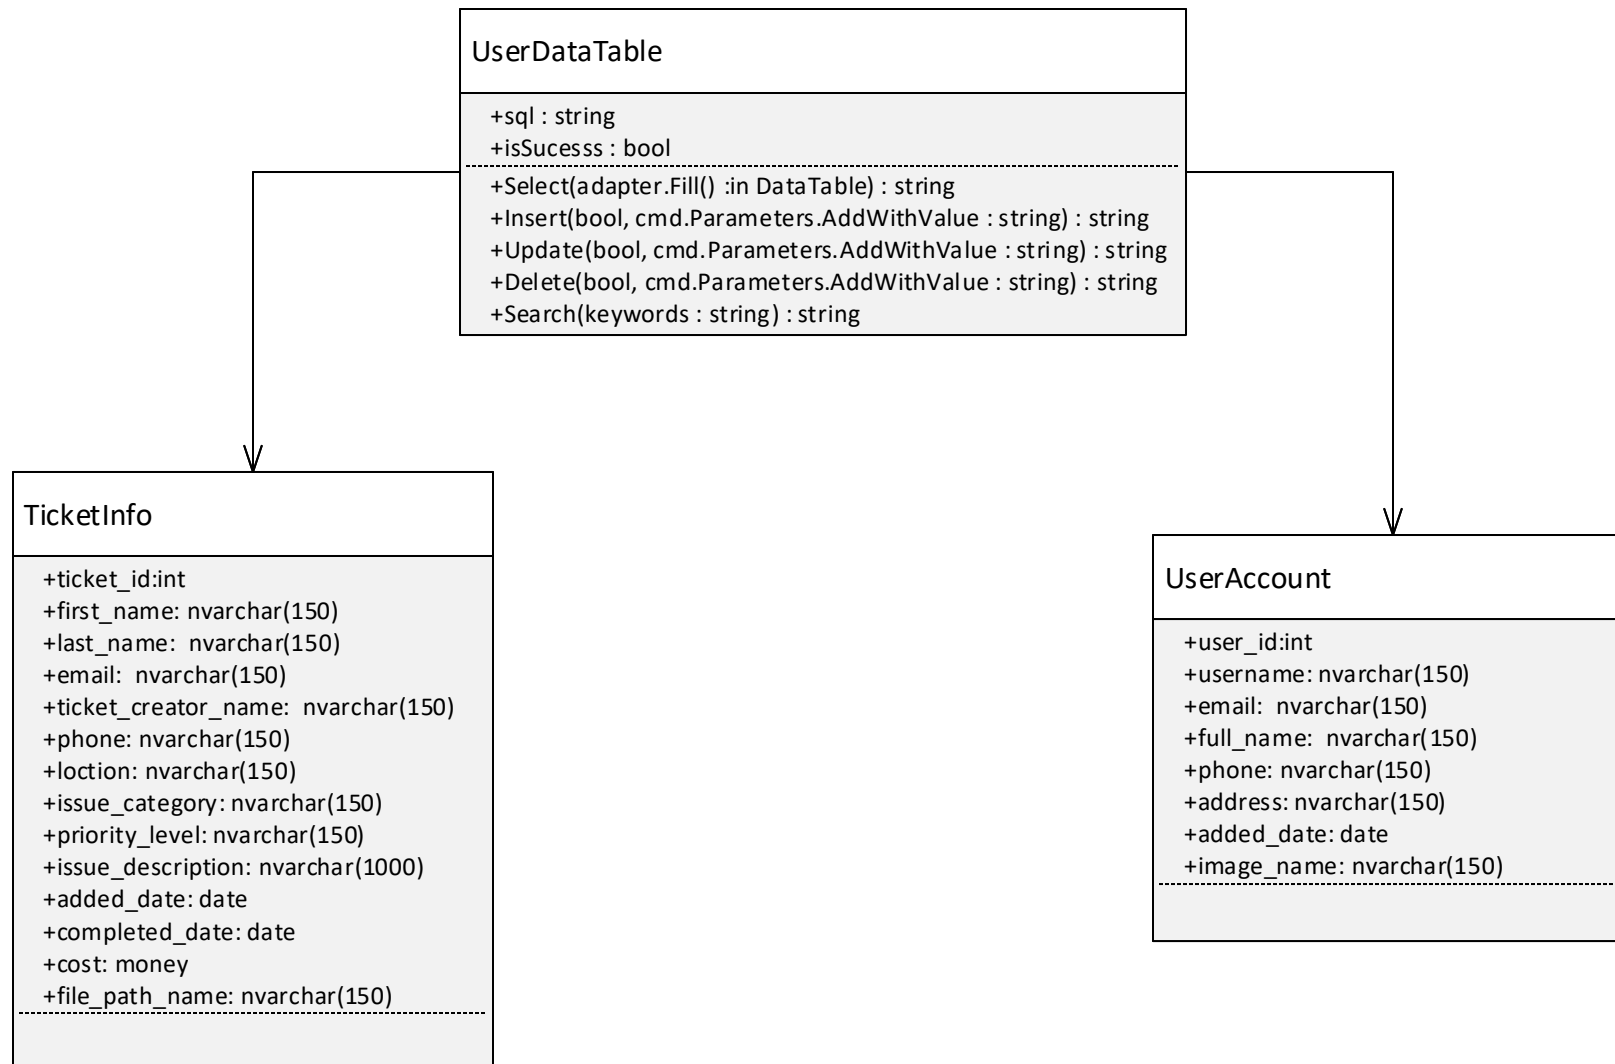 UserDataTable
+sql : string
+isSucesss : bool
+Select(adapter.Fill() :in DataTable) : string
+Insert(bool, cmd.Parameters.AddWithValue : string) : string
+Update(bool, cmd.Parameters.AddWithValue : string) : string
+Delete(bool, cmd.Parameters.AddWithValue : string) : string
+Search(keywords : string) : string
TicketInfo
+ticket_id:int
+first_name: nvarchar(150)
+last_name:  nvarchar(150)
+email:  nvarchar(150)
+ticket_creator_name:  nvarchar(150)
+phone: nvarchar(150)
+loction: nvarchar(150)
+issue_category: nvarchar(150)
+priority_level: nvarchar(150)
+issue_description: nvarchar(1000)
+added_date: date
+completed_date: date
+cost: money
+file_path_name: nvarchar(150)
UserAccount
+user_id:int
+username: nvarchar(150)
+email:  nvarchar(150)
+full_name:  nvarchar(150)
+phone: nvarchar(150)
+address: nvarchar(150)
+added_date: date
+image_name: nvarchar(150)